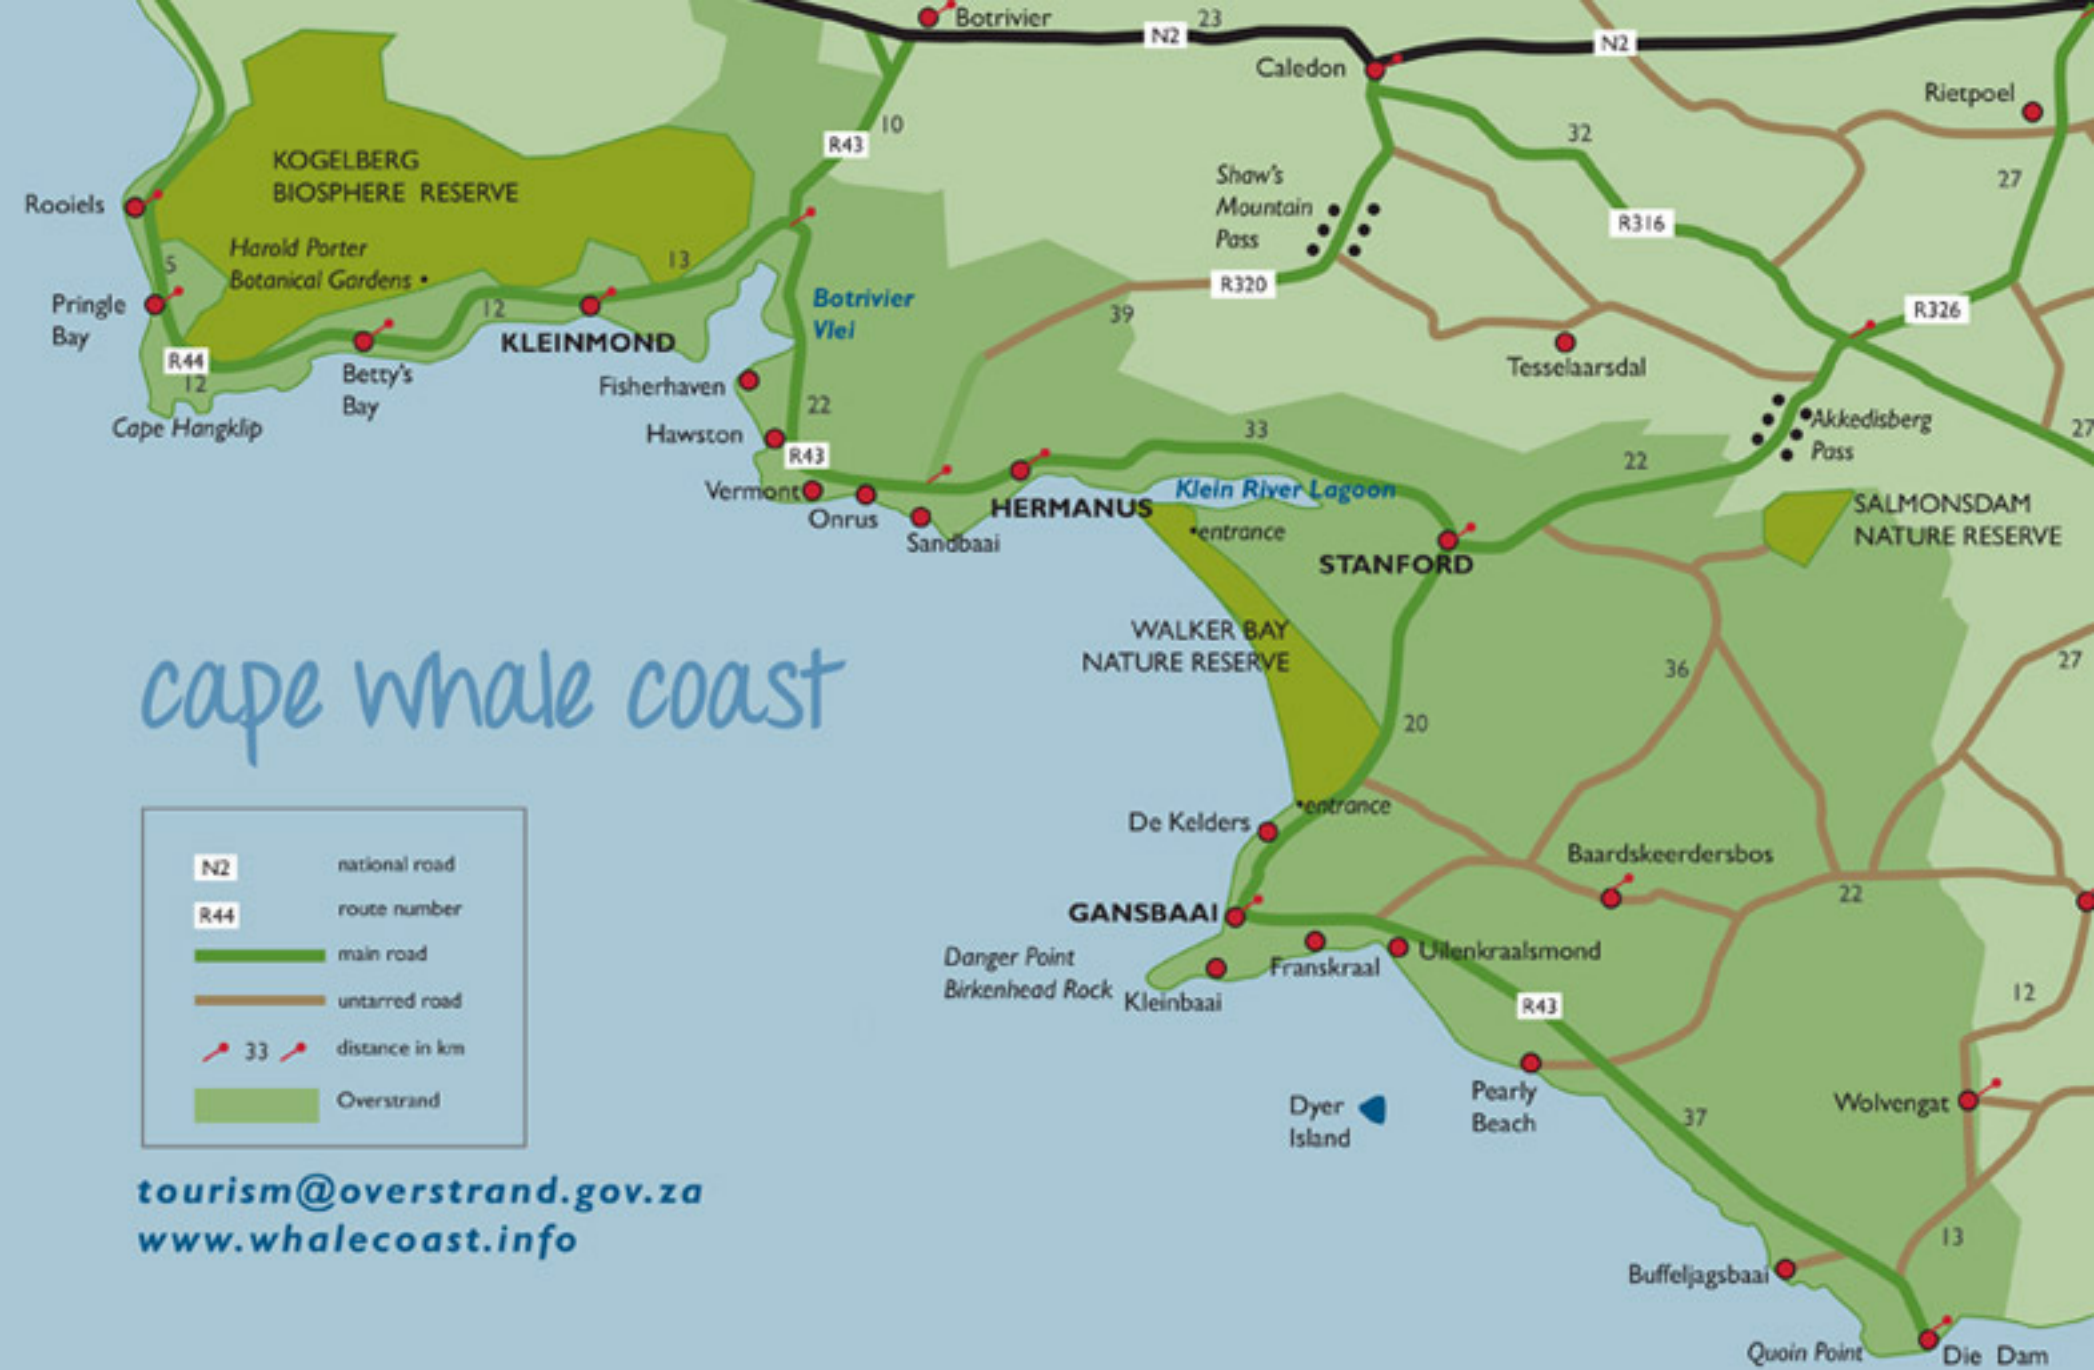 Botrivier
N2
23
N2
Caledon
Rietpoel
10
R43
32
KOGELBERG
BIOSPHERE RESERVE
Shaw's
Mountain
Pass
27
Rooiels
R316
Harold Porter
Botanical Gardens
5
13
R320
Pringle
Bay
12
Botrivier
Vlei
39
R326
KLEINMOND
R44
12
Betty's
Bay
Fisherhaven
Tesselaarsdal
Cape Hangklip
22
Hawston
R43
33
Akkedisberg
Pass
27
22
Vermont
Onrus
HERMANUS
Klein River Lagoon
Sandbaai
entrance
SALMONSDAM
NATURE RESERVE
STANFORD
WALKER BAY
NATURE RESERVE
36
27
cape whale coast
20
entrance
De Kelders
Baardskeerdersbos
22
GANSBAAI
Danger Point
Birkenhead Rock
Kleinbaai
Franskraal
Uilenkraalsmond
R43
12
Dyer
Island
Pearly
Beach
37
Wolvengat
13
Buffeljagsbaai
Quoin Point
Die Dam
N2 national road
R44 route number
main road
untarred road
33 distance in km
Overstrand
tourism@overstrand.gov.za
www.whalecoast.info